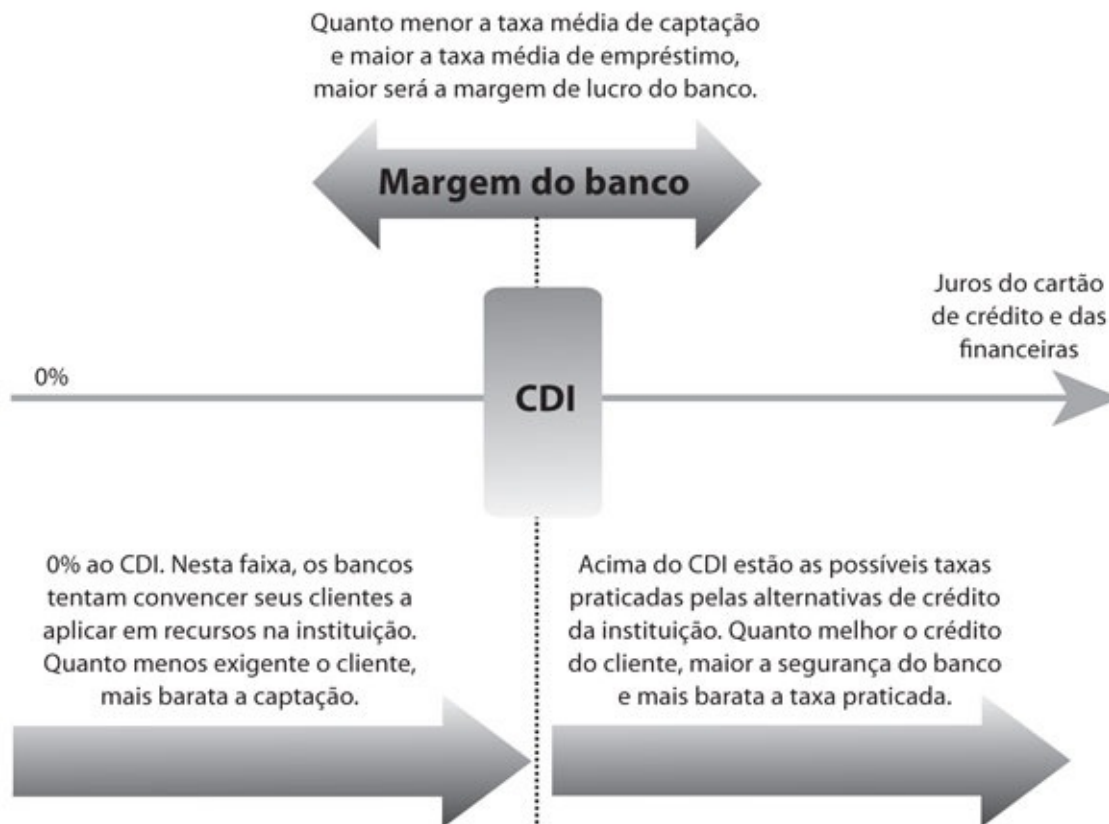 Quanto menor a taxa média de captação
e maior a taxa média de empréstimo,
maior será a margem de lucro do banco.
Margem do banco
Juros do cartão
de crédito e das
financeiras
0%
CDI
0% ao CDI. Nesta faixa, os bancos
tentam convencer seus clientes a
aplicar em recursos na instituição.
Quanto menos exigente o cliente,
mais barata a captação.
Acima do CDI estão as possíveis taxas
praticadas pelas alternativas de crédito
da instituição. Quanto melhor o crédito
do cliente, maior a segurança do banco
e mais barata a taxa praticada.